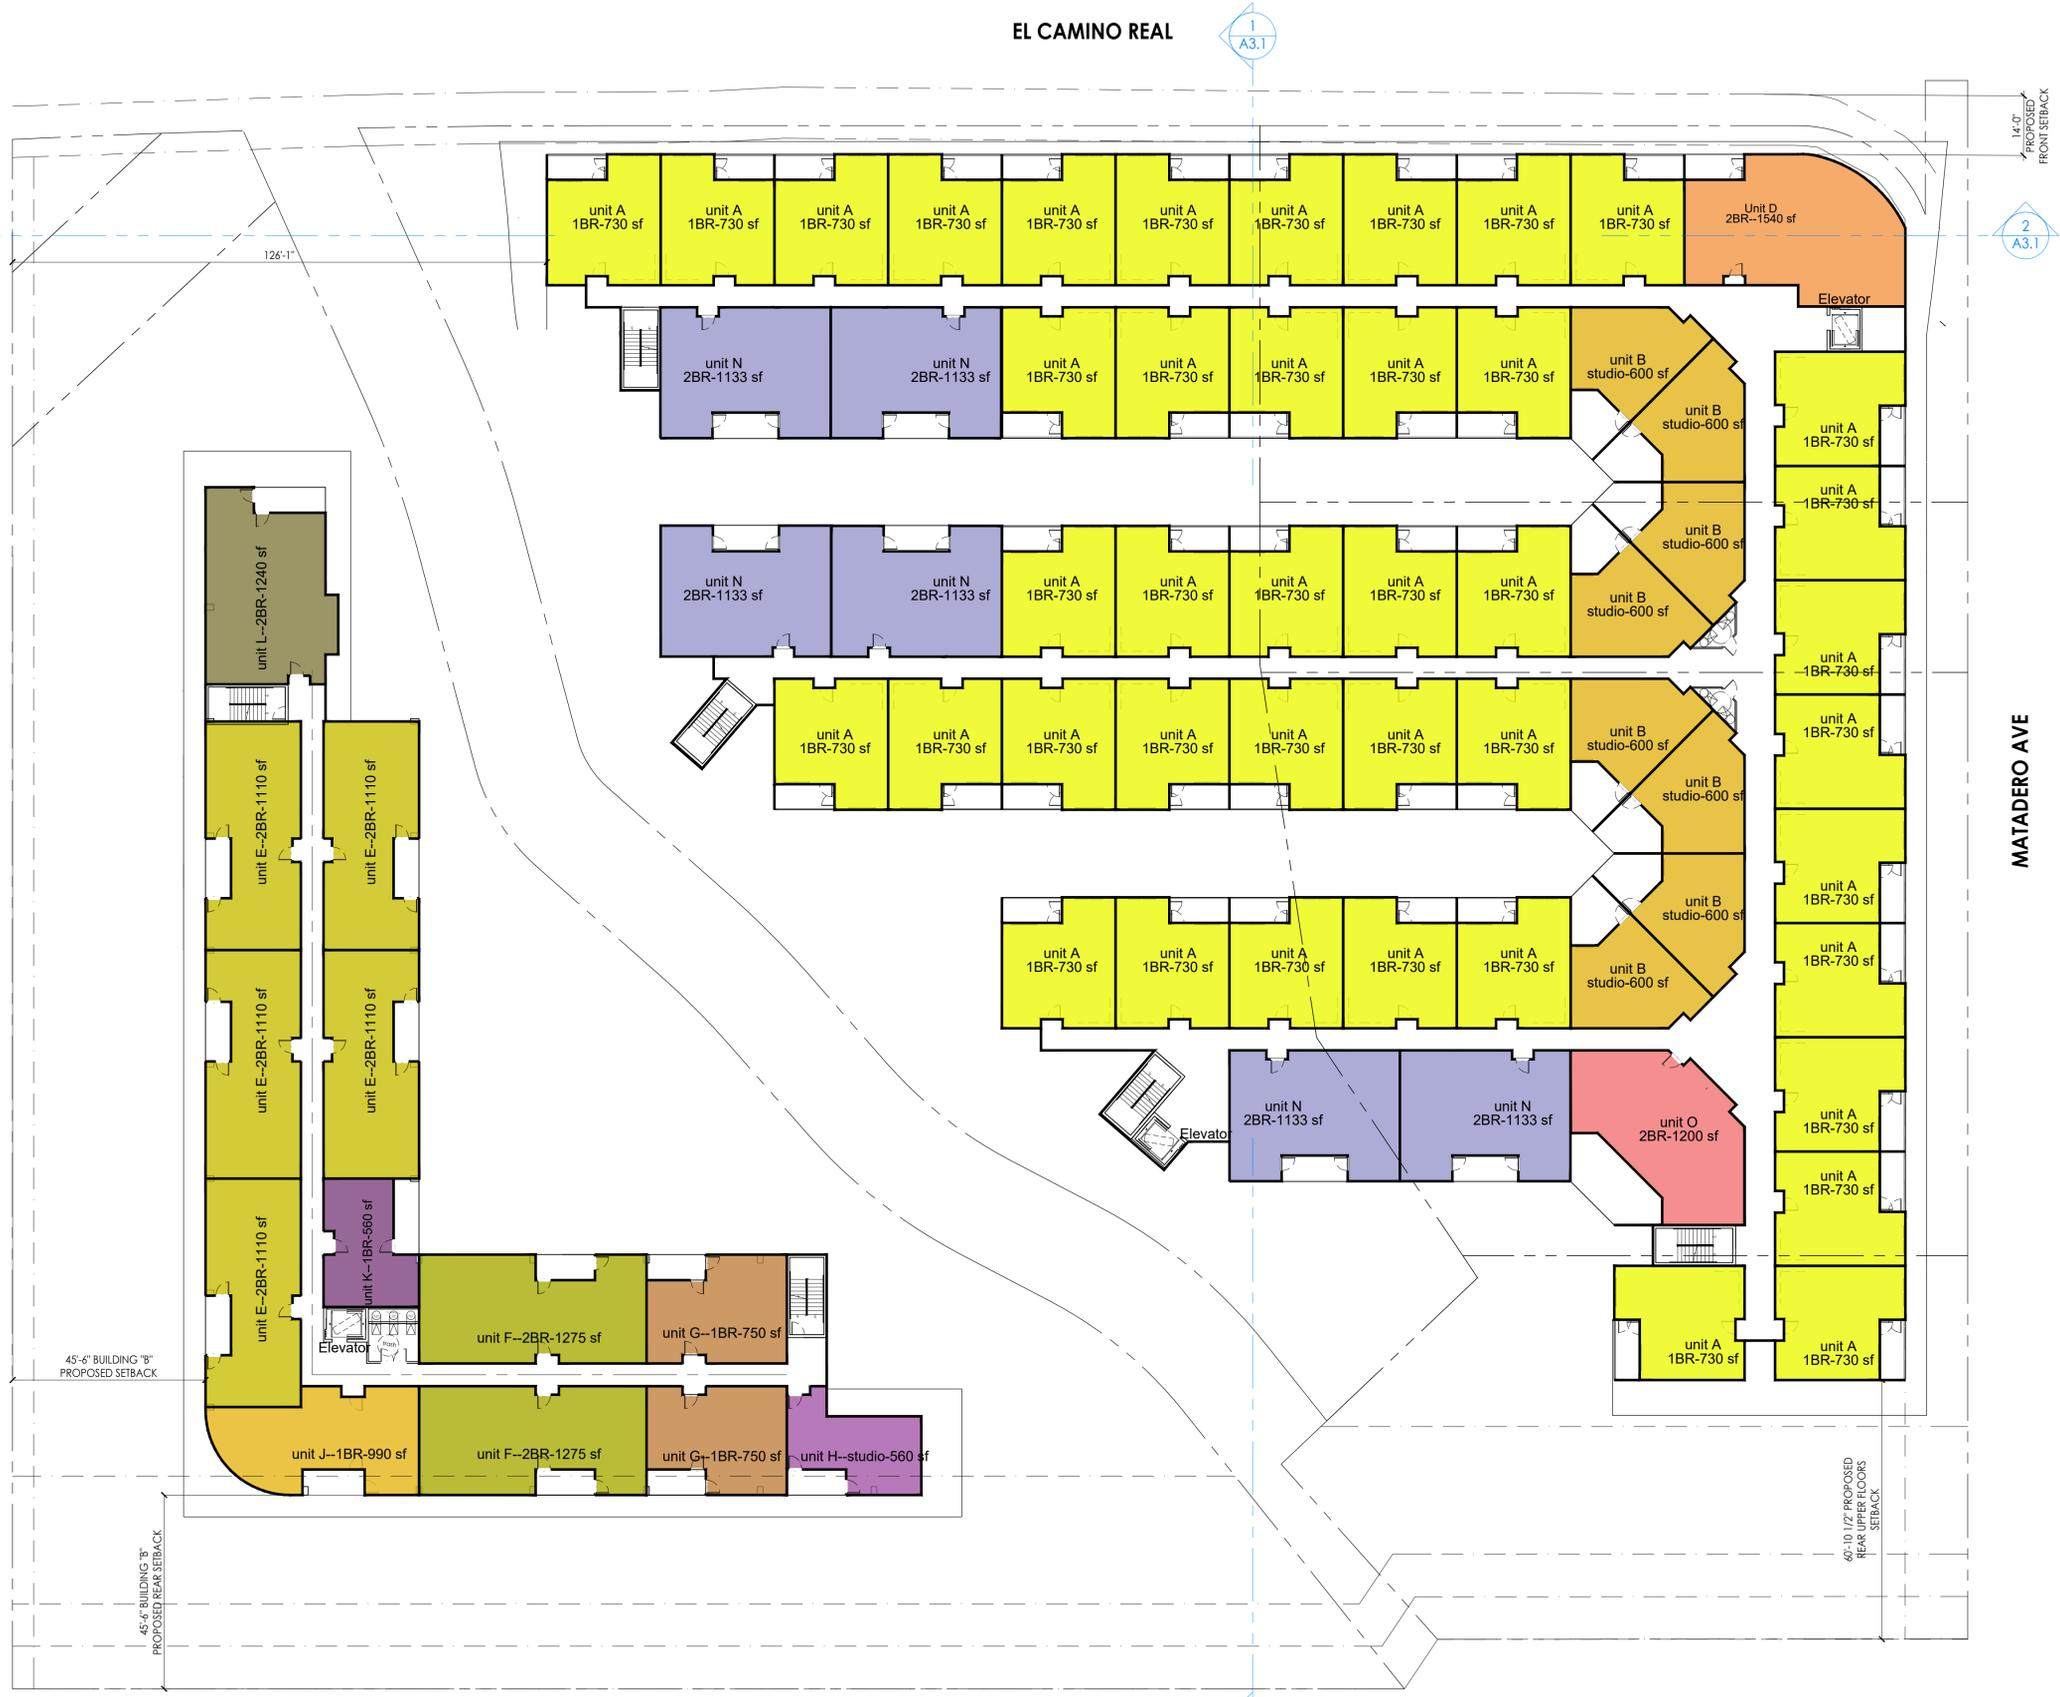 EL CAMINO REAL
1
A3.1
14'-0"
PROPOSED
FRONT SETBACK
unit A
1BR-730 sf
unit A
1BR-730 sf
unit A
1BR-730 sf
unit A
1BR-730 sf
unit A
1BR-730 sf
unit A
1BR-730 sf
unit A
1BR-730 sf
unit A
1BR-730 sf
unit A
1BR-730 sf
unit A
1BR-730 sf
Unit D
2BR--1540 sf
2
A3.1
126'-1"
Elevator
unit N
2BR-1133 sf
unit N
2BR-1133 sf
unit A
1BR-730 sf
unit A
1BR-730 sf
unit A
1BR-730 sf
unit A
1BR-730 sf
unit A
1BR-730 sf
unit B
studio-600 sf
unit B
studio-600 sf
unit A
1BR-730 sf
unit A
1BR-730 sf
unit B
studio-600 sf
unit N
2BR-1133 sf
unit N
2BR-1133 sf
unit A
1BR-730 sf
unit A
1BR-730 sf
unit A
1BR-730 sf
unit A
1BR-730 sf
unit A
1BR-730 sf
unit B
studio-600 sf
unit A
1BR-730 sf
unit L--2BR-1240 sf
unit A
1BR-730 sf
unit A
1BR-730 sf
unit A
1BR-730 sf
unit A
1BR-730 sf
unit A
1BR-730 sf
unit A
1BR-730 sf
unit A
1BR-730 sf
unit B
studio-600 sf
unit B
studio-600 sf
unit A
1BR-730 sf
MATADERO AVE
unit E--2BR-1110 sf
unit E--2BR-1110 sf
unit B
studio-600 sf
unit A
1BR-730 sf
unit A
1BR-730 sf
unit A
1BR-730 sf
unit A
1BR-730 sf
unit A
1BR-730 sf
unit A
1BR-730 sf
unit B
studio-600 sf
unit A
1BR-730 sf
unit E--2BR-1110 sf
unit E--2BR-1110 sf
Elevator
unit N
2BR-1133 sf
unit N
2BR-1133 sf
unit O
2BR-1200 sf
unit A
1BR-730 sf
unit A
1BR-730 sf
unit E--2BR-1110 sf
unit K--1BR-560 sf
Elevator
unit F--2BR-1275 sf
unit G--1BR-750 sf
unit A
1BR-730 sf
unit A
1BR-730 sf
45'-6" BUILDING "B"
PROPOSED SETBACK
unit J--1BR-990 sf
unit F--2BR-1275 sf
unit G--1BR-750 sf
unit H--studio-560 sf
45'-6" BUILDING "B"
PROPOSED REAR SETBACK
60'-10 1/2" PROPOSED
REAR UPPER FLOORS
SETBACK